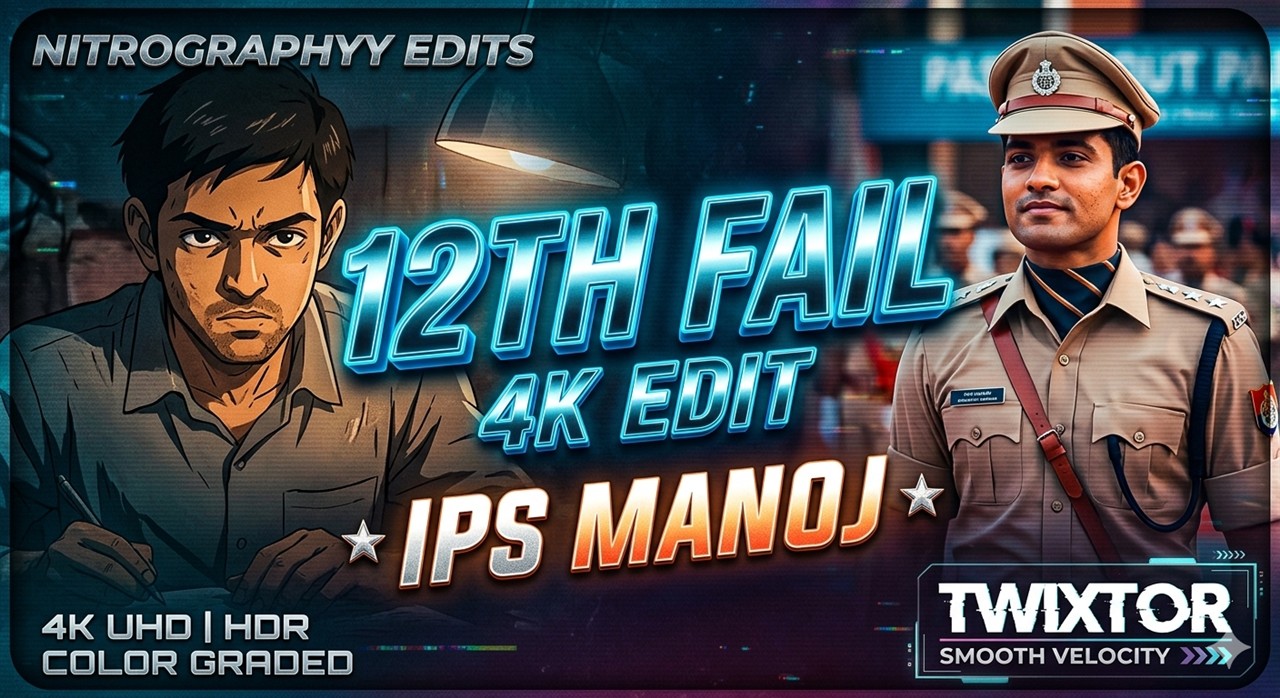 NITROGRAPHYY EDITS
12TH FAIL
4K EDIT
IPS MANOJ
4K UHD | HDR
COLOR GRADED
TWIXTOR
SMOOTH VELOCITY